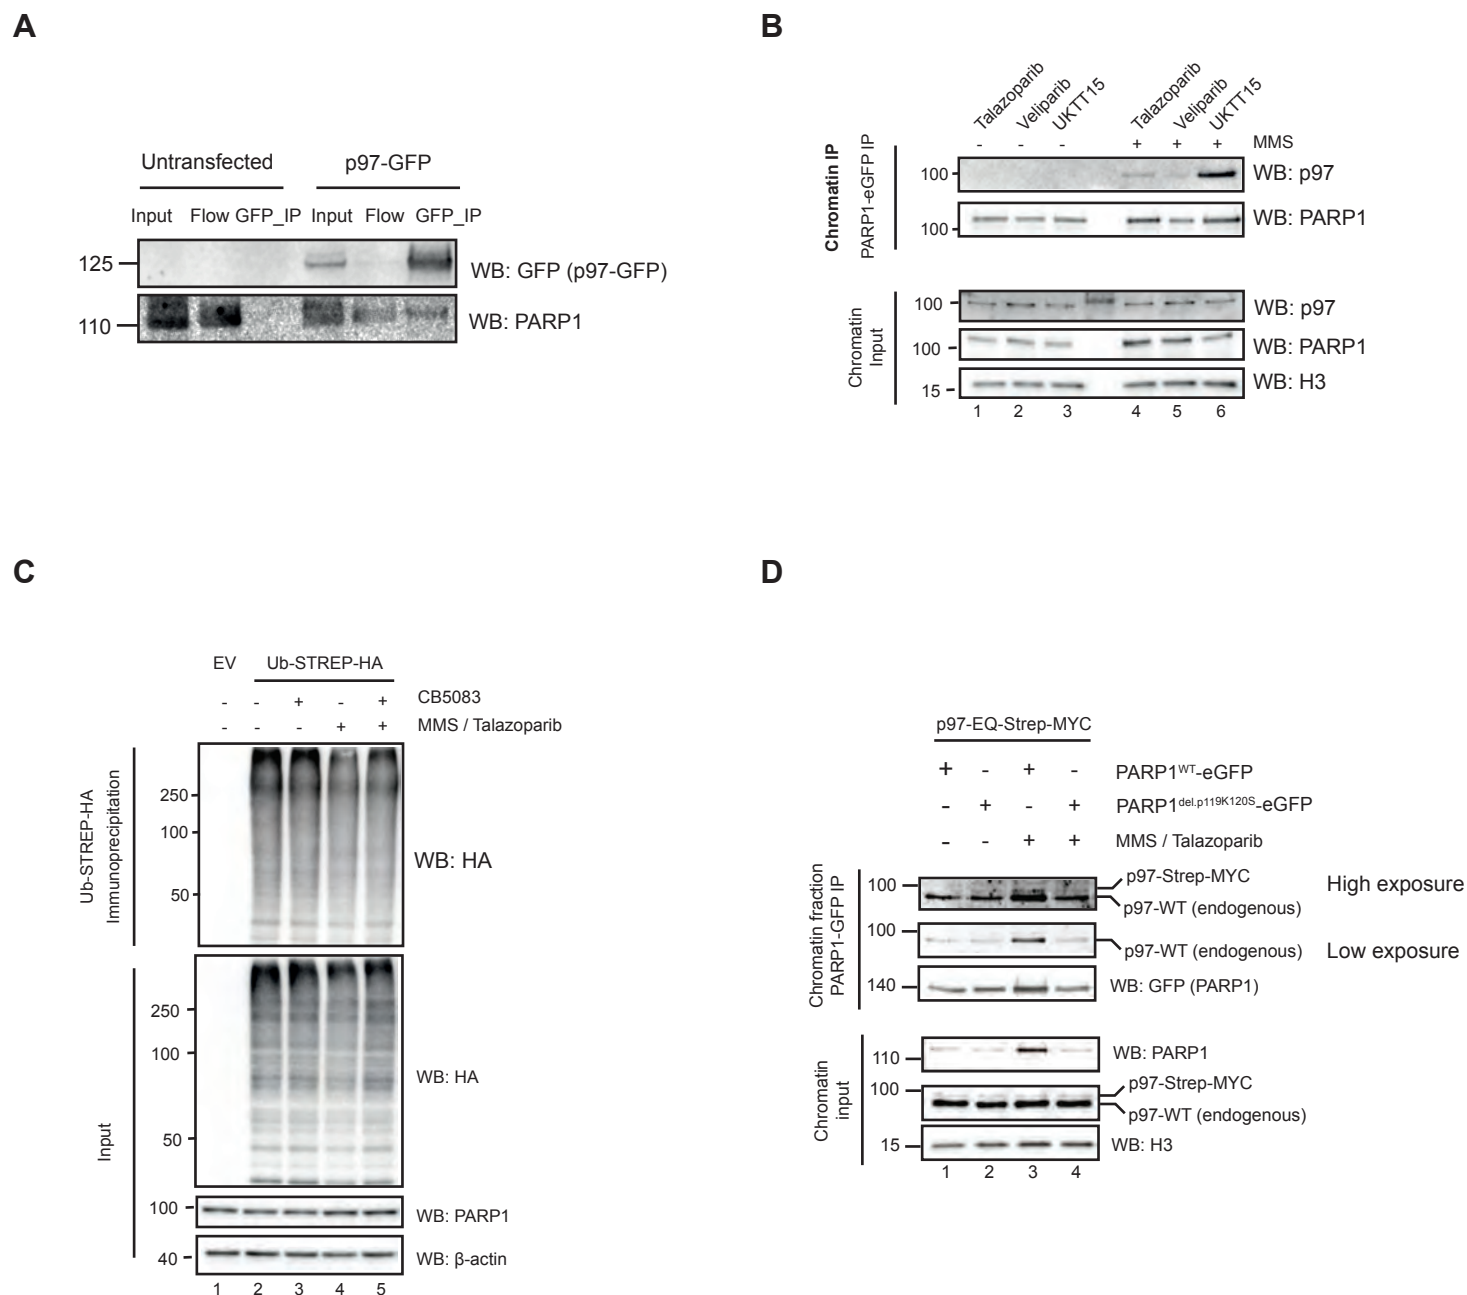 A
Untransfected p97-GFP
Input Flow GFP_IP Input Flow GFP_IP
125 WB: GFP (p97-GFP)
110 WB: PARP1
B
Talazoparib Veliparib UKTT15 Talazoparib Veliparib UKTT15
- - - + + + MMS
Chromatin IP
PARP1-eGFP IP
100 WB: p97
100 WB: PARP1
Chromatin
Input
100 WB: p97
100 WB: PARP1
15 WB: H3
1 2 3 4 5 6
C
EV Ub-STREP-HA
- - + - + CB5083
- - - + + MMS / Talazoparib
Ub-STREP-HA
Immunoprecipitation
250
100
50
WB: HA
Input
250
100
50
WB: HA
100 WB: PARP1
40 WB: β-actin
1 2 3 4 5
D
p97-EQ-Strep-MYC
+ - + - PARP1WT-eGFP
- + - + PARP1del.p119K120S-eGFP
- - + + MMS / Talazoparib
Chromatin fraction
PARP1-GFP IP
100 p97-Strep-MYC High exposure
p97-WT (endogenous)
100 p97-WT (endogenous) Low exposure
140 WB: GFP (PARP1)
Chromatin
input
110 WB: PARP1
100 p97-Strep-MYC
p97-WT (endogenous)
15 WB: H3
1 2 3 4